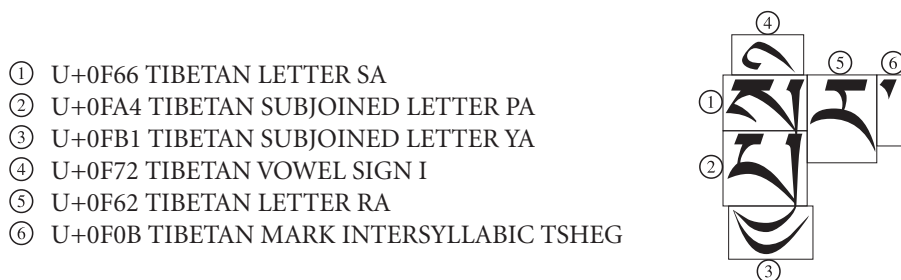 ① U+0F66 TIBETAN LETTER SA
② U+0FA4 TIBETAN SUBJOINED LETTER PA
③ U+0FB1 TIBETAN SUBJOINED LETTER YA
④ U+0F72 TIBETAN VOWEL SIGN I
⑤ U+0F62 TIBETAN LETTER RA
⑥ U+0F0B TIBETAN MARK INTERSYLLABIC TSHEG
④
⑤ ⑥
①
②
③
སྤྱིར་